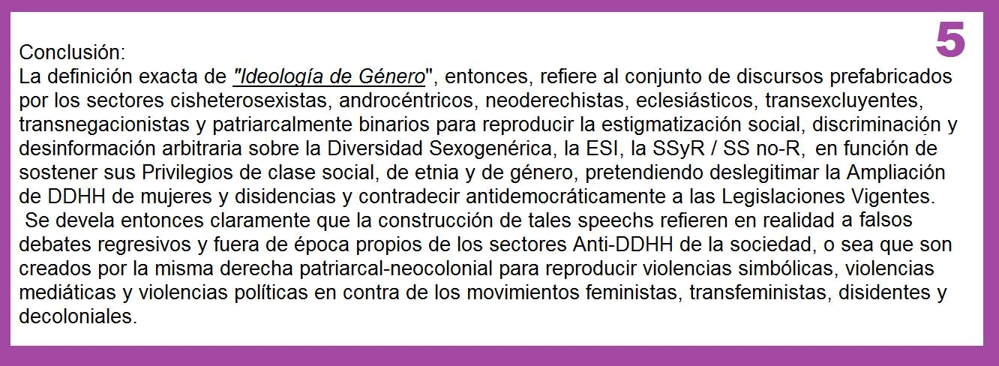 5
Conclusión:
La definición exacta de "Ideología de Género", entonces, refiere al conjunto de discursos prefabricados
por los sectores cisheterosexistas, androcéntricos, neoderechistas, eclesiásticos, transexcluyentes,
transnegacionistas y patriarcalmente binarios para reproducir la estigmatización social, discriminación y
desinformación arbitraria sobre la Diversidad Sexogenérica, la ESI, la SSyR / SS no-R, en función de
sostener sus Privilegios de clase social, de etnia y de género, pretendiendo deslegitimar la Ampliación
de DDHH de mujeres y disidencias y contradecir antidemocráticamente a las Legislaciones Vigentes.
Se devela entonces claramente que la construcción de tales speechs refieren en realidad a falsos
debates regresivos y fuera de época propios de los sectores Anti-DDHH de la sociedad, o sea que son
creados por la misma derecha patriarcal-neocolonial para reproducir violencias simbólicas, violencias
mediáticas y violencias políticas en contra de los movimientos feministas, transfeministas, disidentes y
decoloniales.